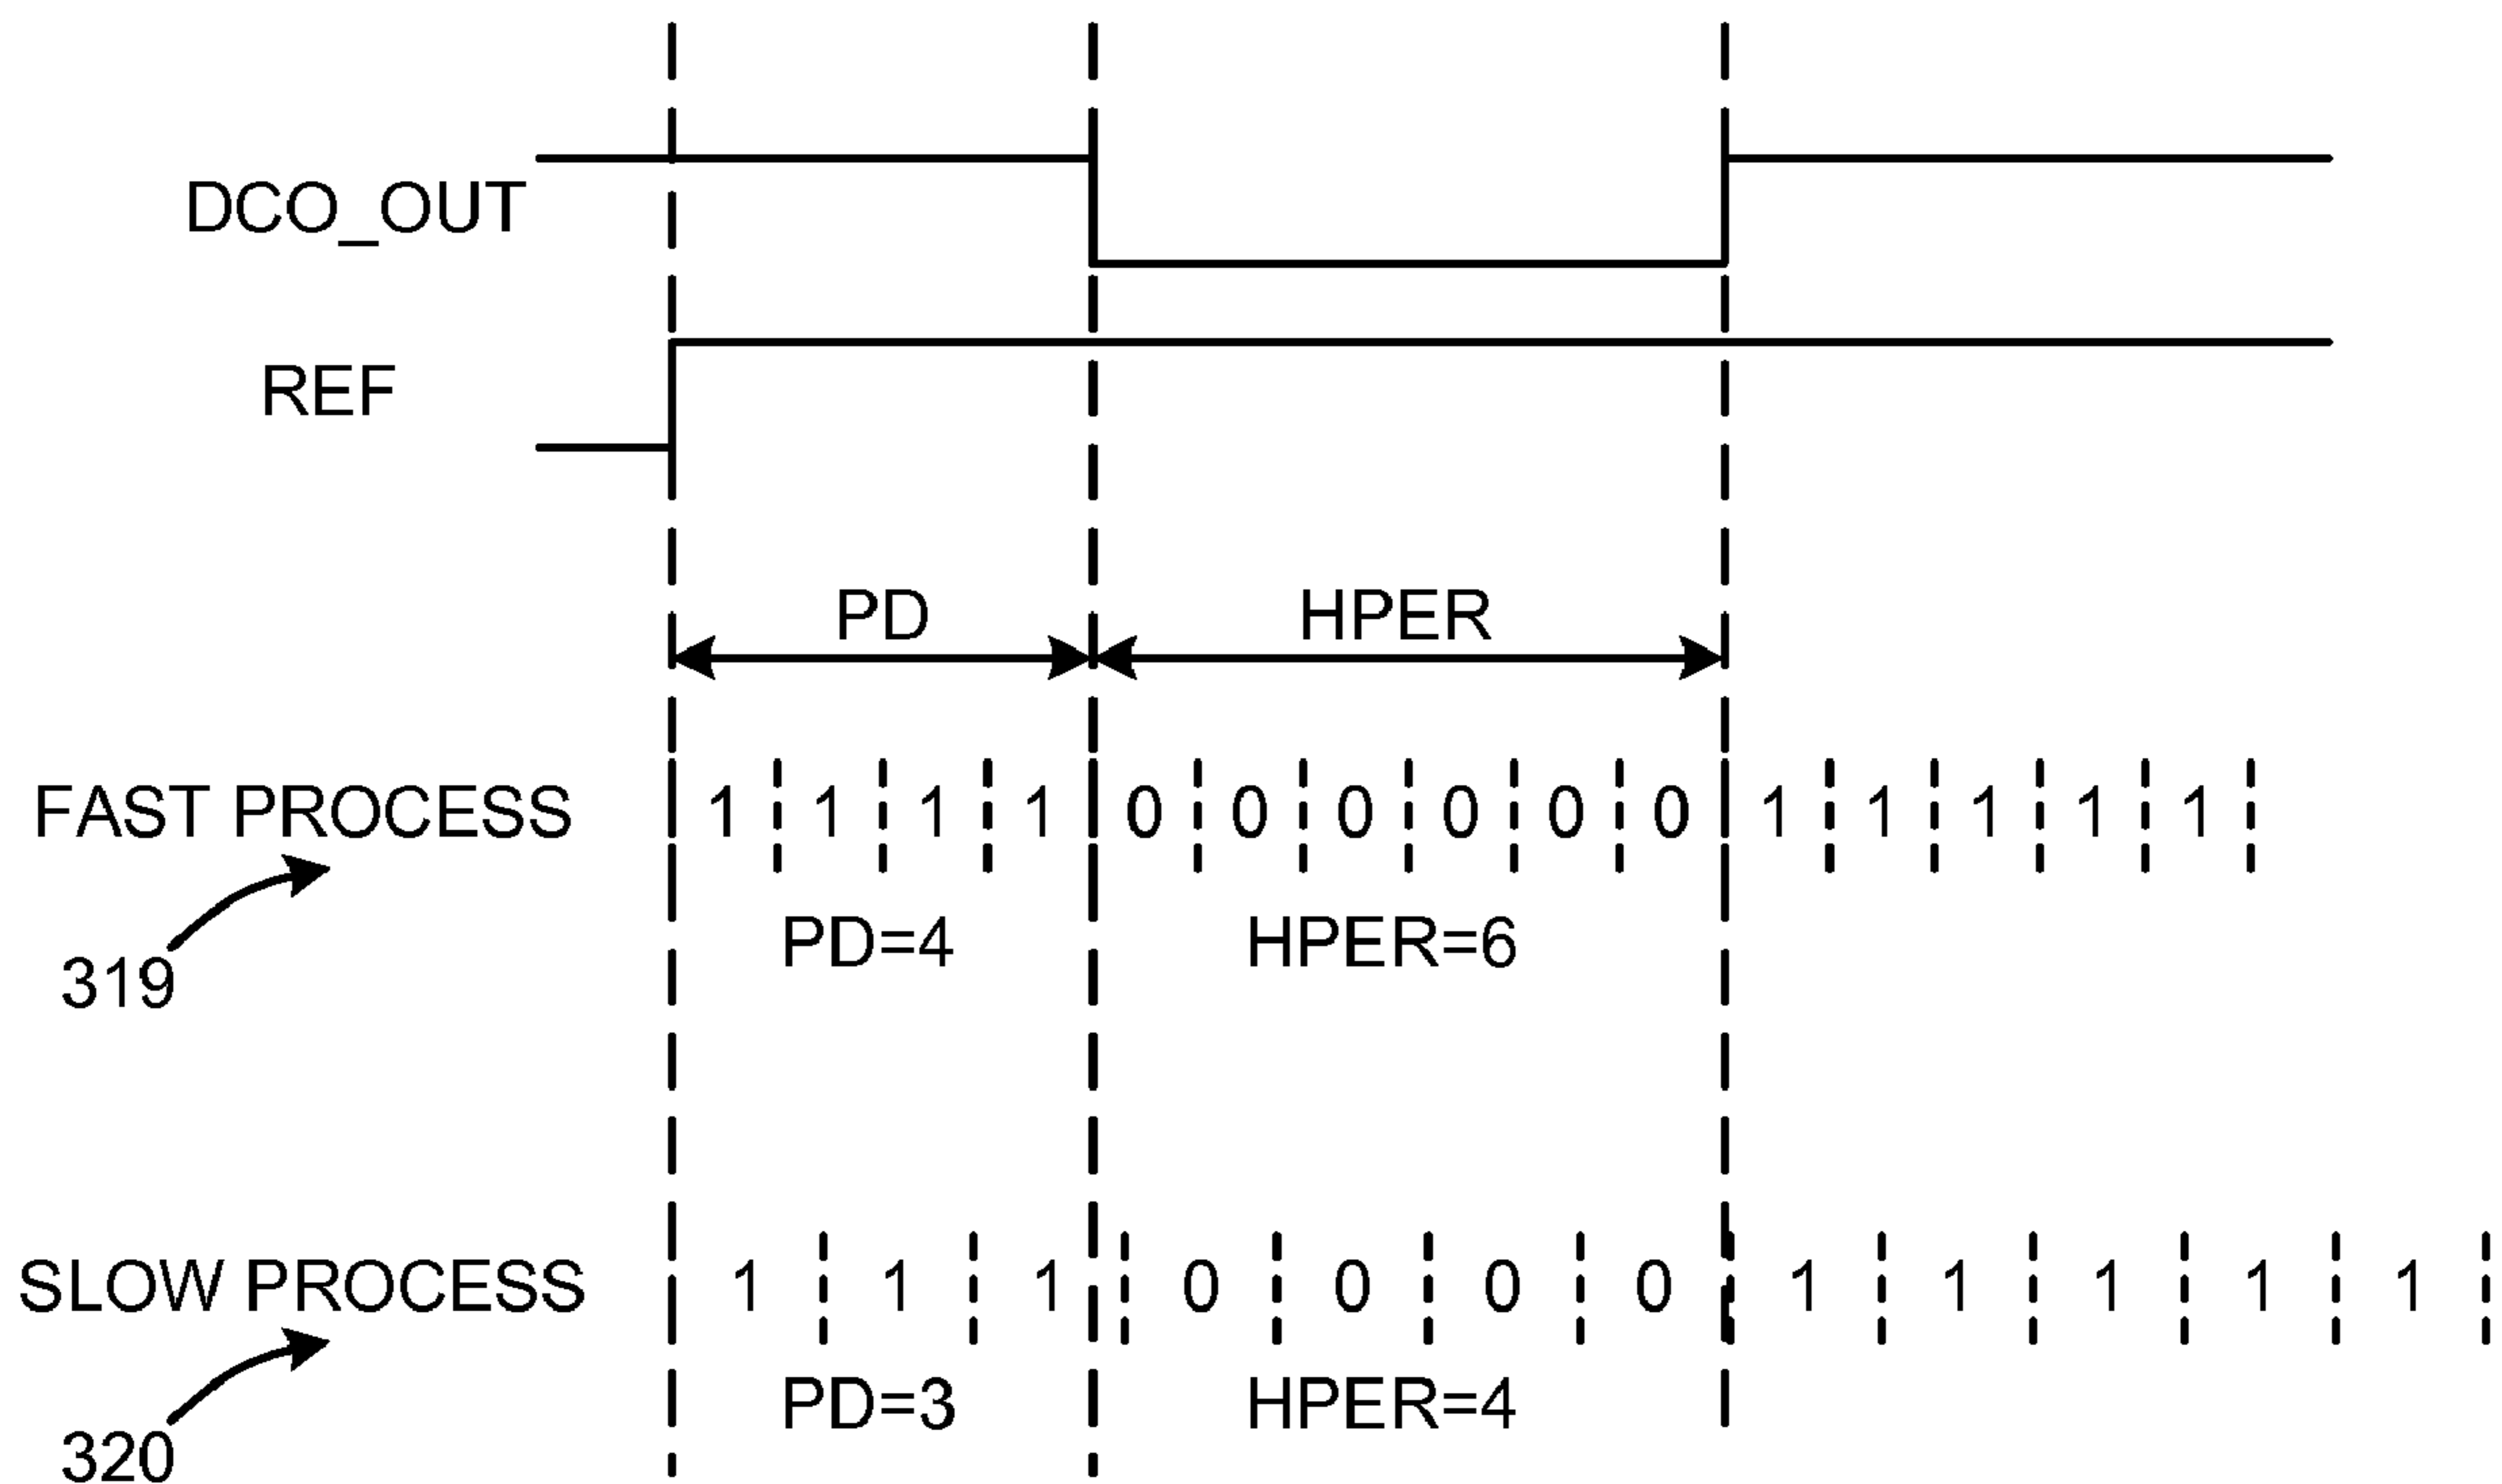 DCO_OUT
REF
PD HPER
FAST PROCESS 1 1 1 1 0 0 0 0 0 0 1 1 1 1 1
PD=4 HPER=6
319
SLOW PROCESS 1 1 1 0 0 0 0 1 1 1 1 1
PD=3 HPER=4
320